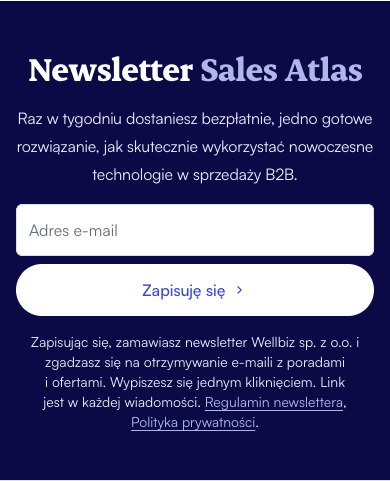 Newsletter Sales Atlas
Raz w tygodniu dostaniesz bezpłatnie, jedno gotowe
rozwiązanie, jak skutecznie wykorzystać nowoczesne
technologie w sprzedaży B2B.
Adres e-mail
Zapisuję się
Zapisując się, zamawiasz newsletter Wellbiz sp. z o.o. i
zgadzasz się na otrzymywanie e-maili z poradami
i ofertami. Wypiszesz się jednym kliknięciem. Link
jest w każdej wiadomości. Regulamin newslettera,
Polityka prywatności.